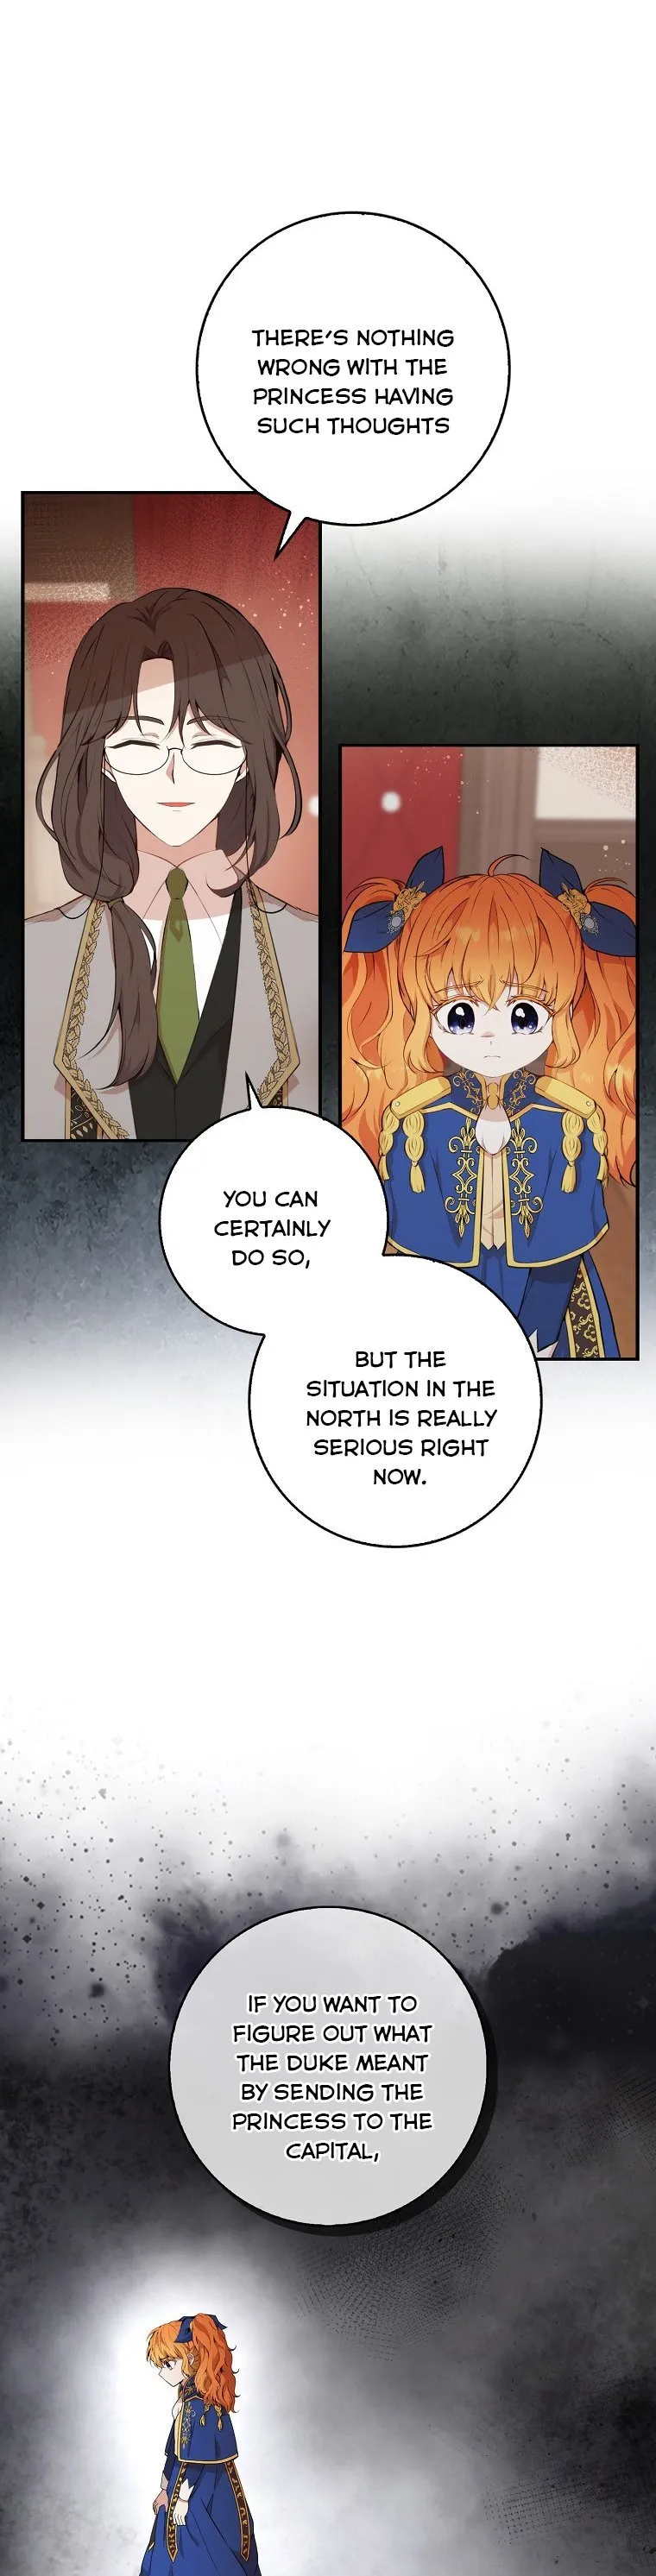 THERE'S NOTHING
WRONG WITH THE
PRINCESS HAVING
SUCH THOUGHTS
YOU CAN
CERTAINLY
DO SO,
BUT THE
SITUATION IN THE
NORTH IS REALLY
SERIOUS RIGHT
NOW.
IF YOU WANT TO
FIGURE OUT WHAT
THE DUKE MEANT
BY SENDING THE
PRINCESS TO THE
CAPITAL,